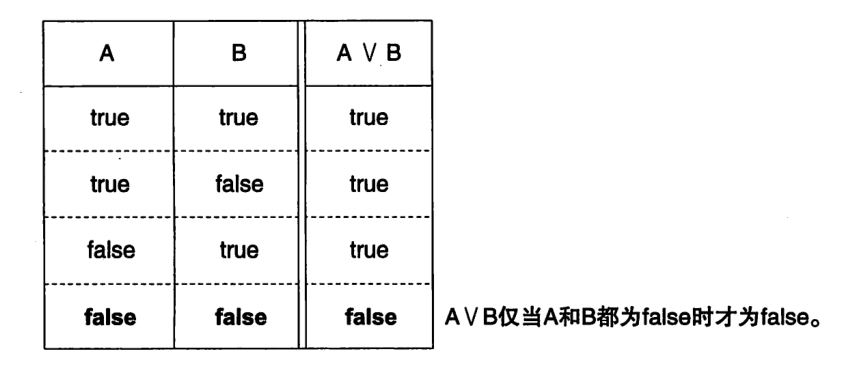 A B A ∨ B
true true true
true false true
false true true
false false false A∨B仅当A和B都为false时才为false。